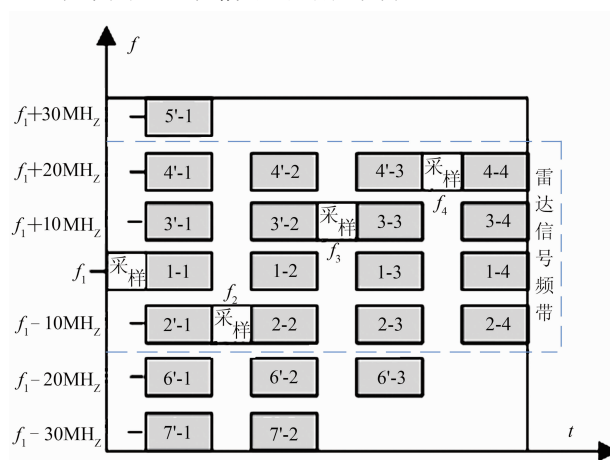 f
f₁+30MHZ 5'-1
f₁+20MHZ 4'-1 4'-2 4'-3 采样 4-4
f₄
f₁+10MHZ 3'-1 3'-2 采样 3-3 3-4
f₃
f₁ 采样 1-1 1-2 1-3 1-4
f₂
f₁-10MHZ 2'-1 采样 2-2 2-3 2-4
f₁-20MHZ 6'-1 6'-2 6'-3
f₁-30MHZ 7'-1 7'-2
t
雷达信号频带